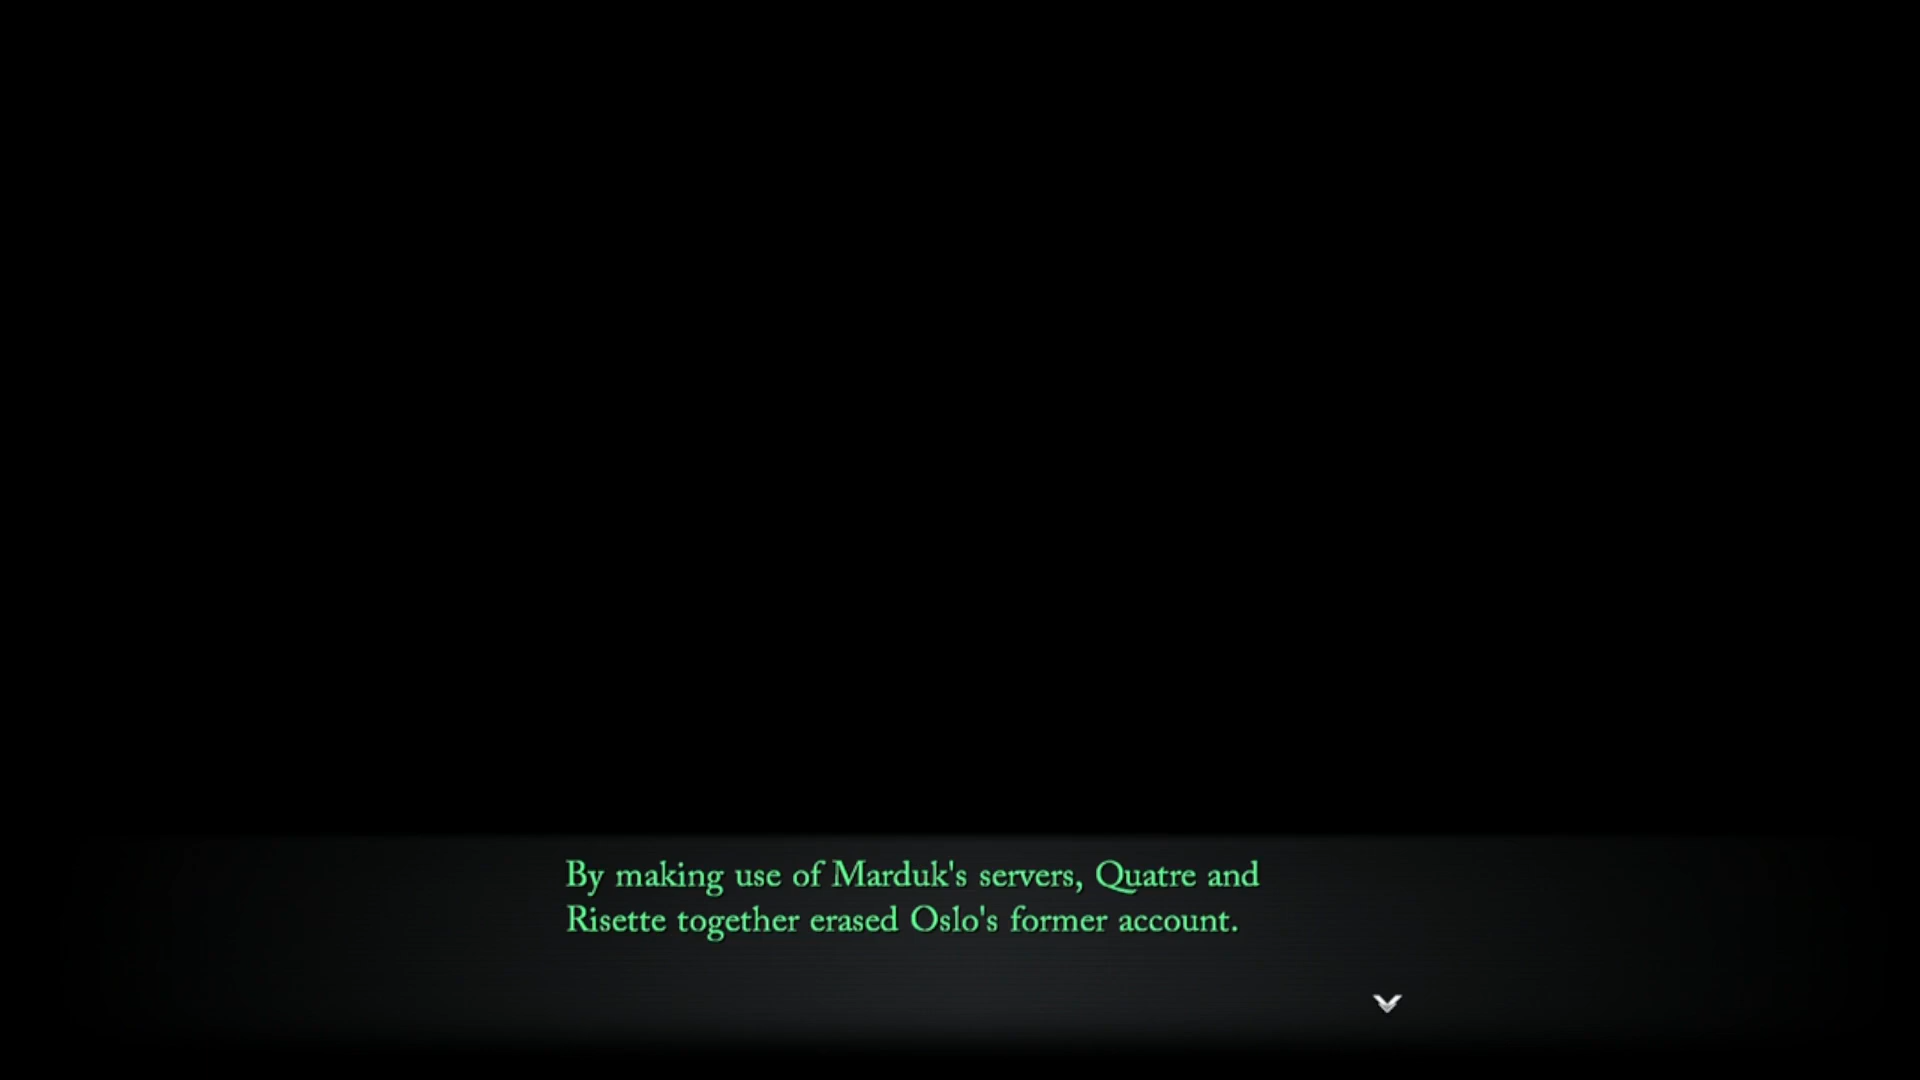 By making use of Marduk's servers, Quatre and
Risette together erased Oslo's former account.